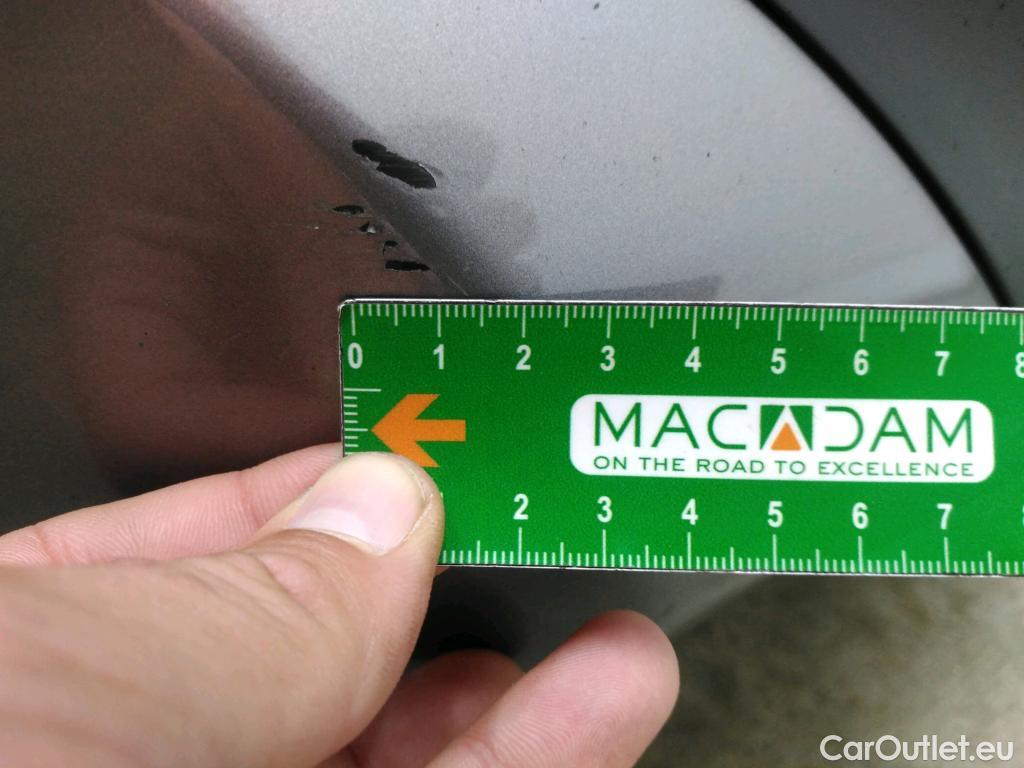 0 1 2 3 4 5 6 7 8
MACADAM
ON THE ROAD TO EXCELLENCE
2 3 4 5 6 7
CarOutlet.eu